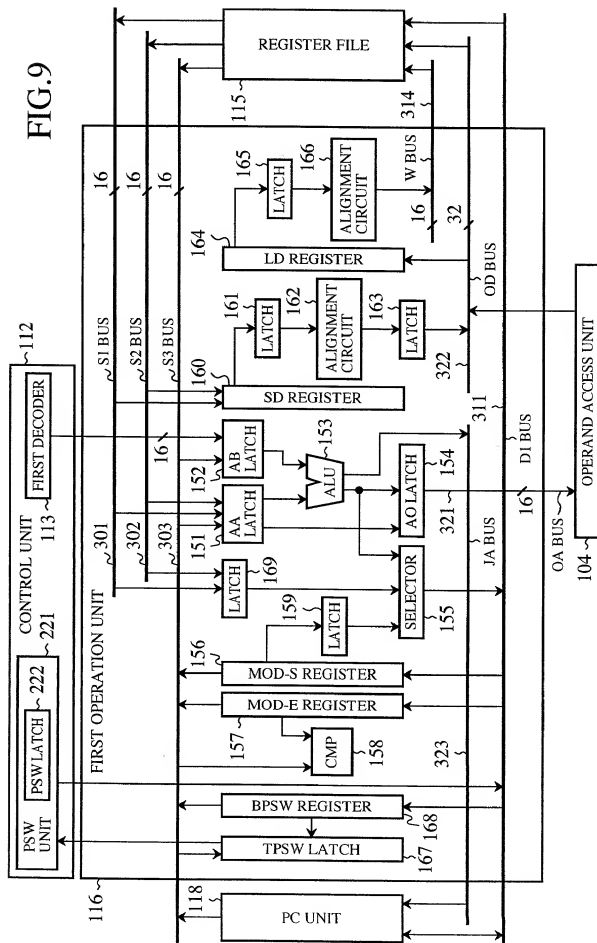 FIG.9
112
CONTROL UNIT
221
PSW UNIT
222
PSW LATCH
FIRST DECODER
113
116
FIRST OPERATION UNIT
301
302
303
S1 BUS
S2 BUS
S3 BUS
16
16
16
16
118
PC UNIT
BPSW REGISTER
168
TPSW LATCH
167
156
MOD-S REGISTER
MOD-E REGISTER
157
CMP
158
159
LATCH
LATCH
169
SELECTOR
155
AA LATCH
151
AB LATCH
152
ALU
153
AO LATCH
154
321
160
SD REGISTER
161
LATCH
162
ALIGNMENT CIRCUIT
163
LATCH
322
164
LD REGISTER
165
LATCH
166
ALIGNMENT CIRCUIT
16
W BUS
314
32
OD BUS
REGISTER FILE
115
323
JA BUS
311
D1 BUS
16
OA BUS
OPERAND ACCESS UNIT
104